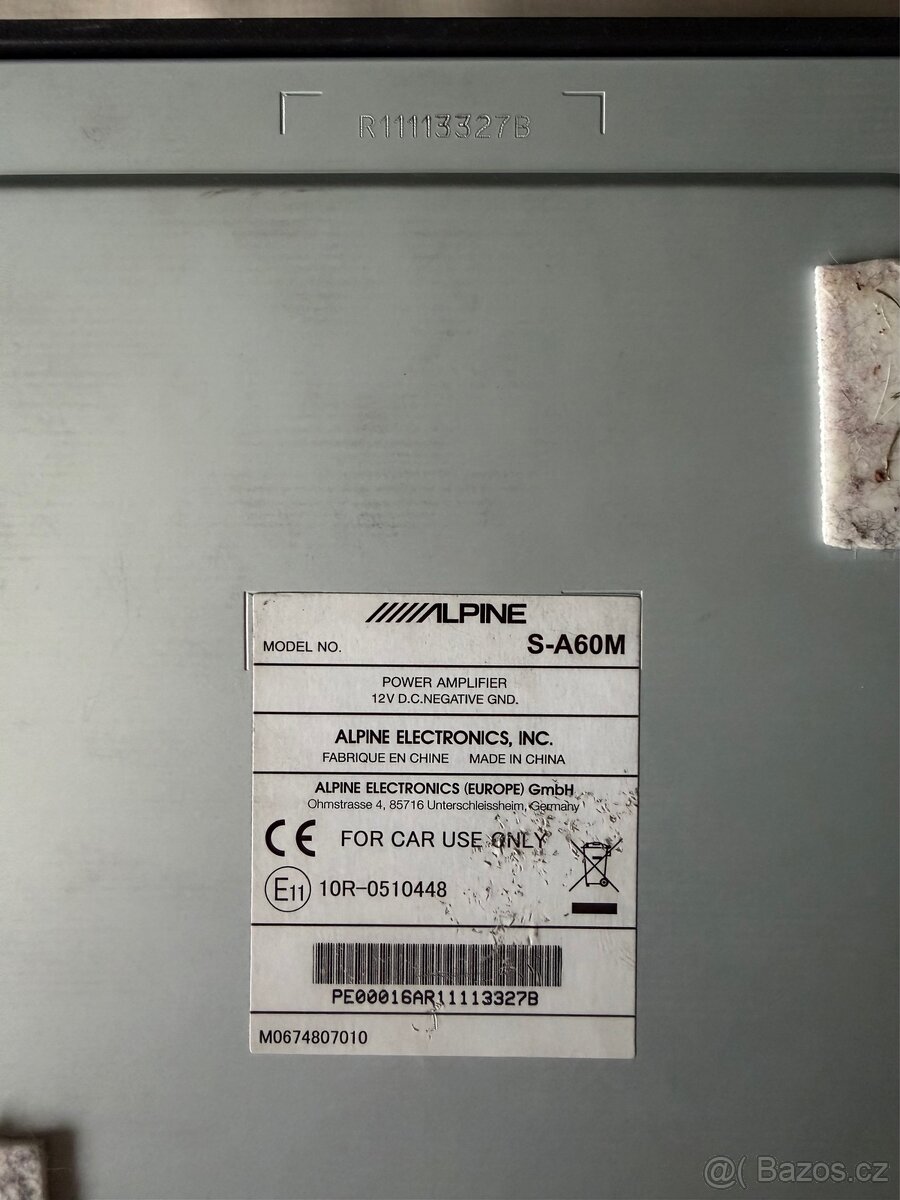 R11113327B
ALPINE
MODEL NO. S-A60M
POWER AMPLIFIER
12V D.C.NEGATIVE GND.
ALPINE ELECTRONICS, INC.
FABRIQUE EN CHINE MADE IN CHINA
ALPINE ELECTRONICS (EUROPE) GmbH
Ohmstrasse 4, 85716 Unterschleissheim, Germany
CE FOR CAR USE ONLY
E11 10R-0510448
PE00016AR11113327B
M0674807010
@( Bazos.cz